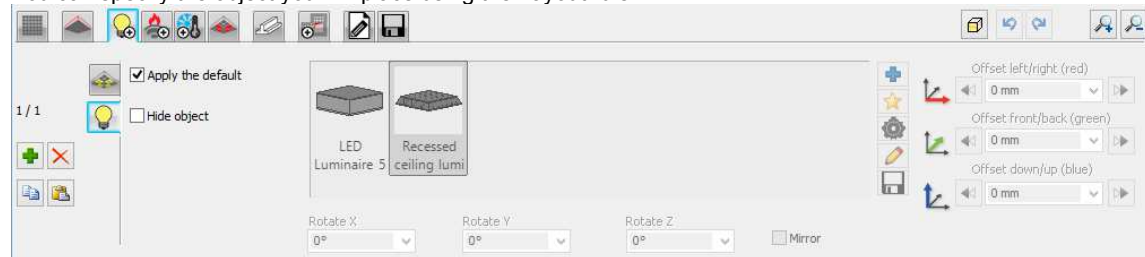 Apply the default
Offset left/right (red)
0 mm
1 / 1
Hide object
Offset front/back (green)
0 mm
LED
Luminaire 5
Recessed
ceiling lumi
Offset down/up (blue)
0 mm
Rotate X
Rotate Y
Rotate Z
0°
0°
0°
Mirror